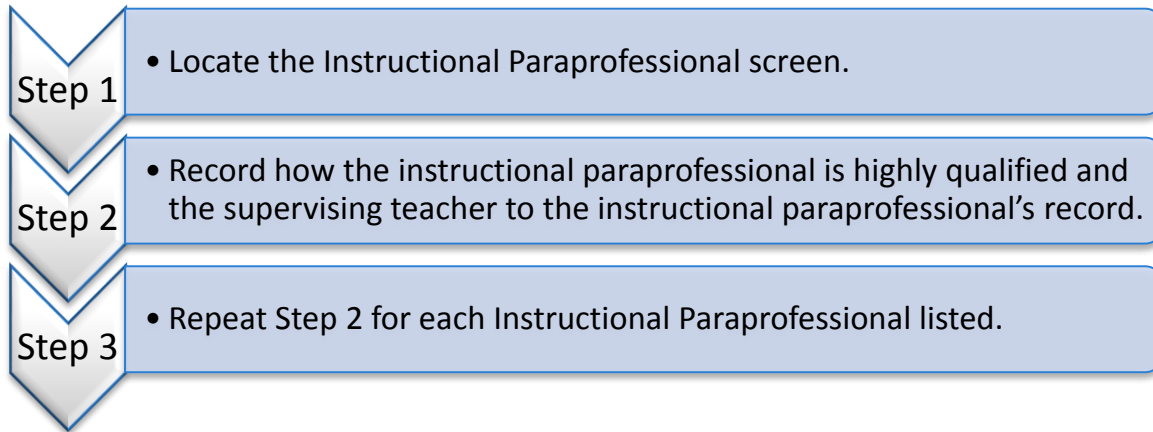 Step 1
• Locate the Instructional Paraprofessional screen.
Step 2
• Record how the instructional paraprofessional is highly qualified and
the supervising teacher to the instructional paraprofessional's record.
Step 3
• Repeat Step 2 for each Instructional Paraprofessional listed.